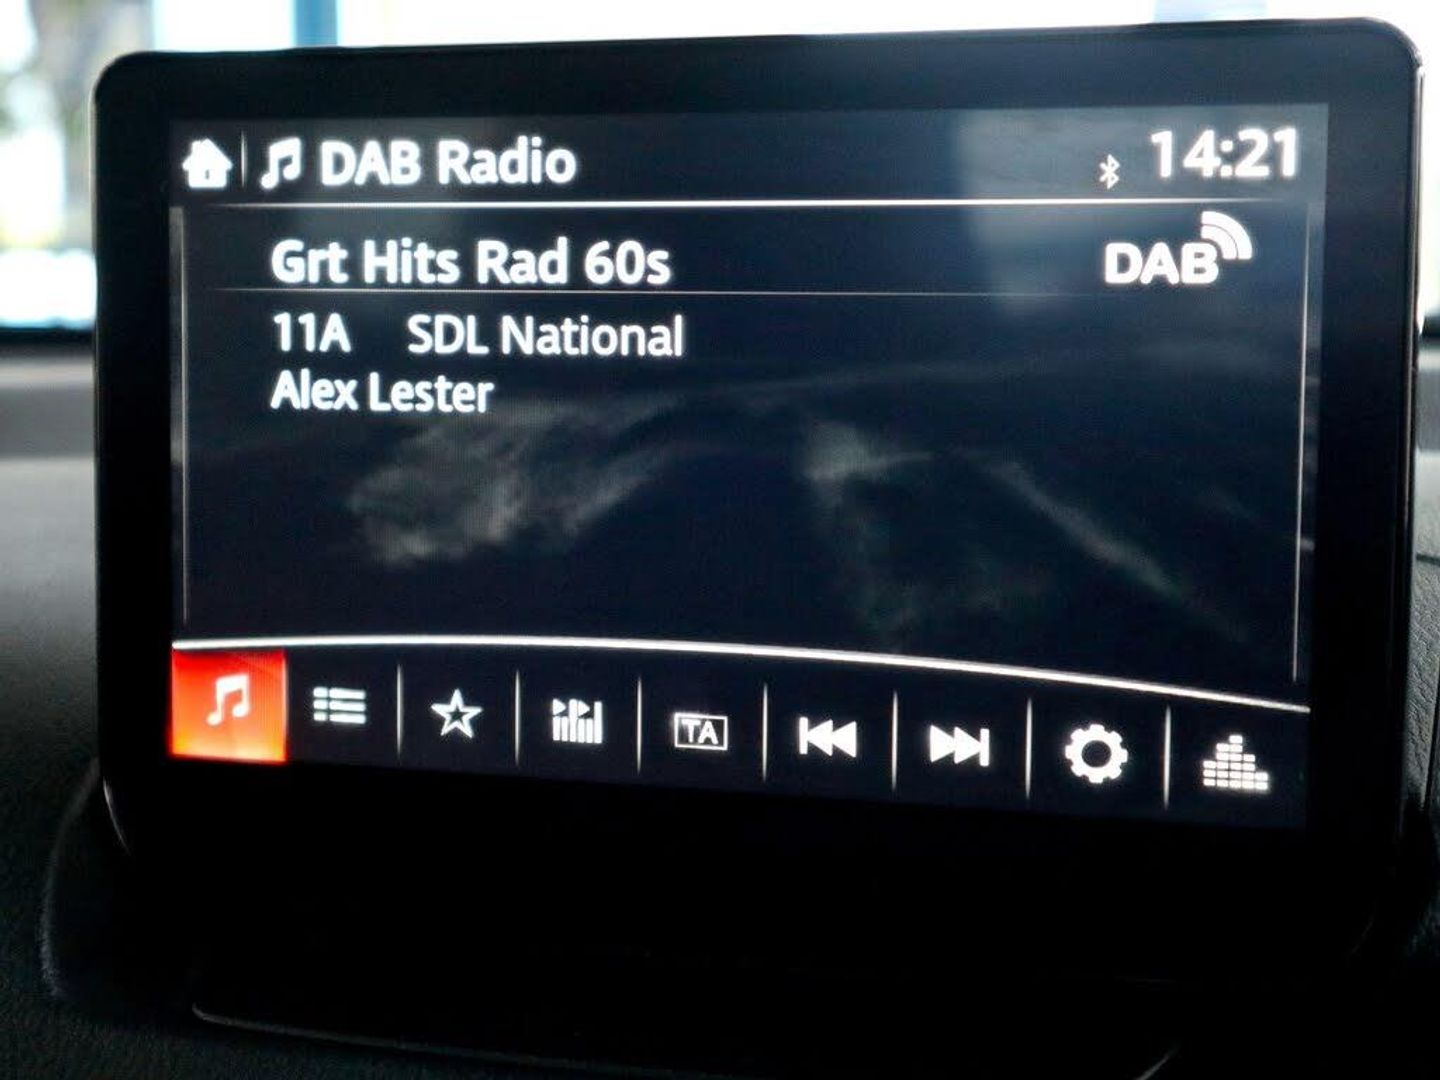 DAB Radio 14:21
Grt Hits Rad 60s DAB
11A SDL National
Alex Lester
TA